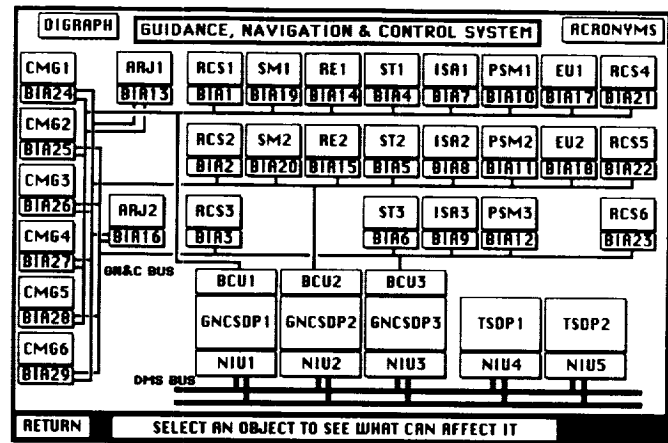 DIGRAPH
GUIDANCE, NAVIGATION & CONTROL SYSTEM
ACRONYMS
CMG1 ARJ1 RCS1 SM1 RE1 ST1 ISA1 PSM1 EU1 RCS4
BIA24 BIA13 BIA1 BIA19 BIA14 BIA4 BIA7 BIA10 BIA17 BIA21
CMG2 RCS2 SM2 RE2 ST2 ISA2 PSM2 EU2 RCS5
BIA25 BIA2 BIA20 BIA15 BIA5 BIA8 BIA11 BIA18 BIA22
CMG3 ARJ2 RCS3 ST3 ISA3 PSM3 RCS6
BIA26 BIA16 BIA3 BIA6 BIA9 BIA12 BIA23
CMG4
BIA27
GN&C BUS
CMG5 BCU1 BCU2 BCU3
BIA28 GNCSDP1 GNCSDP2 GNCSDP3 TSDP1 TSDP2
CMG6
BIA29 NIU1 NIU2 NIU3 NIU4 NIU5
DMS BUS
RETURN
SELECT AN OBJECT TO SEE WHAT CAN AFFECT IT